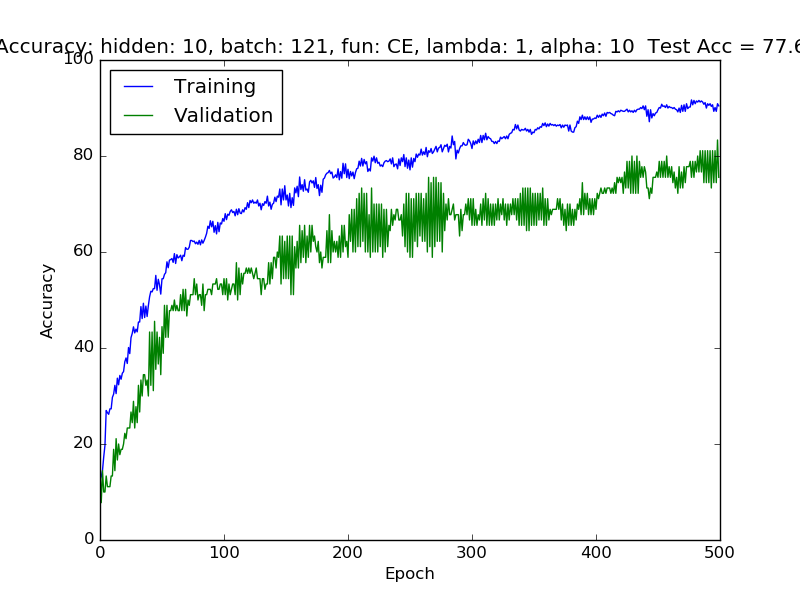 Accuracy: hidden: 10, batch: 121, fun: CE, lambda: 1, alpha: 10 Test Acc = 77.6
100
Training
Validation
80
60
Accuracy
40
20
0
0 100 200 300 400 500
Epoch